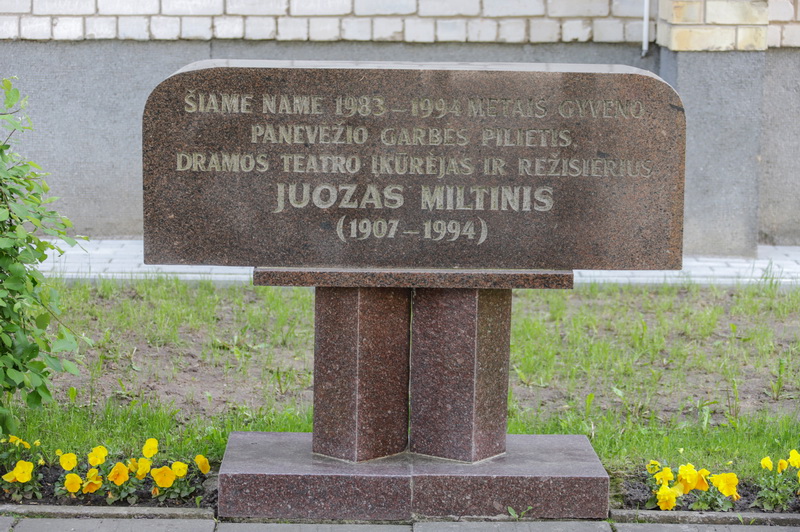 ŠIAME NAME 1983–1994 METAIS GYVENO
PANEVĖŽIO GARBĖS PILIETIS,
DRAMOS TEATRO ĮKŪRĖJAS IR REŽISIERIUS
JUOZAS MILTINIS
(1907–1994)